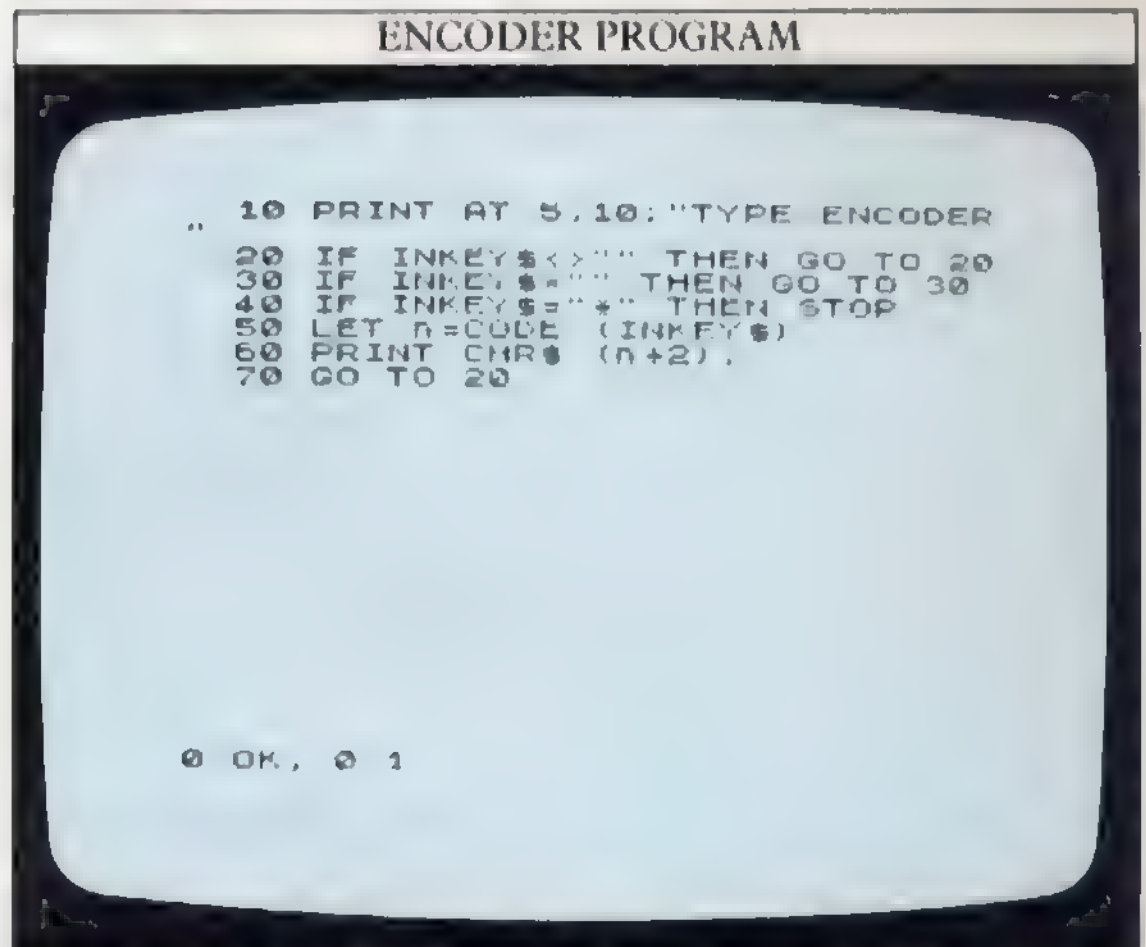 ENCODER PROGRAM
10 PRINT AT 5,10;"TYPE ENCODER
"
20 IF INKEY$<>"" THEN GO TO 20
30 IF INKEY$="" THEN GO TO 30
40 IF INKEY$="*" THEN STOP
50 LET n=CODE (INKEY$)
60 PRINT CHR$ (n+2);
70 GO TO 20
0 OK, 0 1